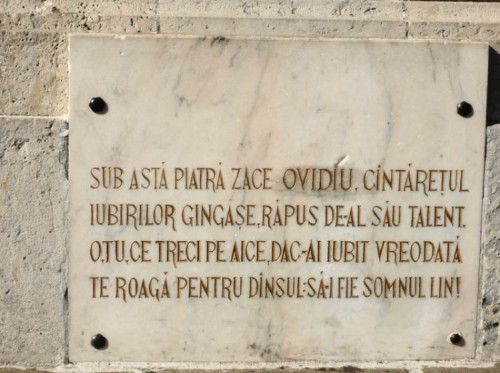 SUB ASTĂ PIATRĂ ZACE OVIDIU, CÎNTĂREȚUL
IUBIRILOR GINGAȘE, RĂPUS DE-AL SĂU TALENT.
O, TU, CE TRECI PE AICE, DAC-AI IUBIT VREODATĂ
TE ROAGĂ PENTRU DÎNSUL: SĂ-I FIE SOMNUL LIN!